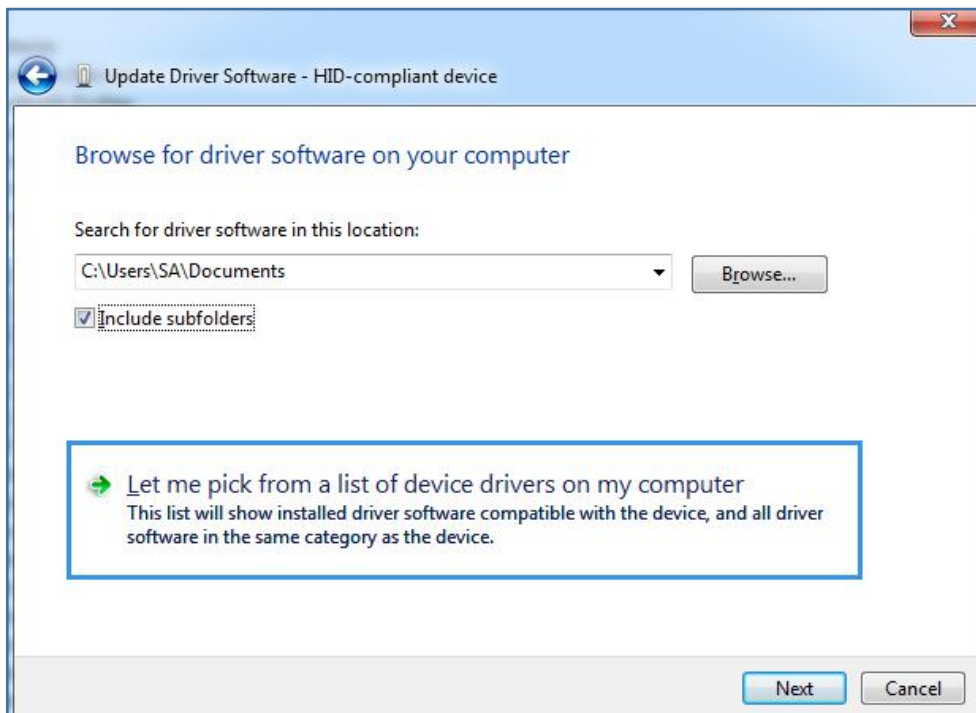 Update Driver Software - HID-compliant device
Browse for driver software on your computer
Search for driver software in this location:
C:\Users\SA\Documents
Browse...
Include subfolders
Let me pick from a list of device drivers on my computer
This list will show installed driver software compatible with the device, and all driver
software in the same category as the device.
Next
Cancel